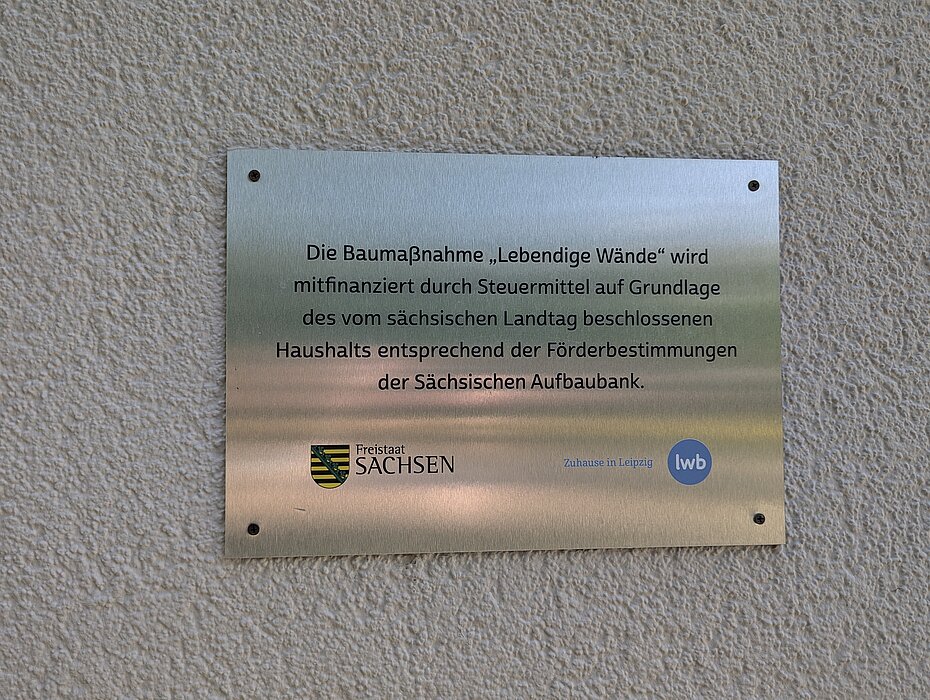 Die Baumaßnahme „Lebendige Wände“ wird
mitfinanziert durch Steuermittel auf Grundlage
des vom sächsischen Landtag beschlossenen
Haushalts entsprechend der Förderbestimmungen
der Sächsischen Aufbaubank.
Freistaat
SACHSEN
Zuhause in Leipzig
lwb